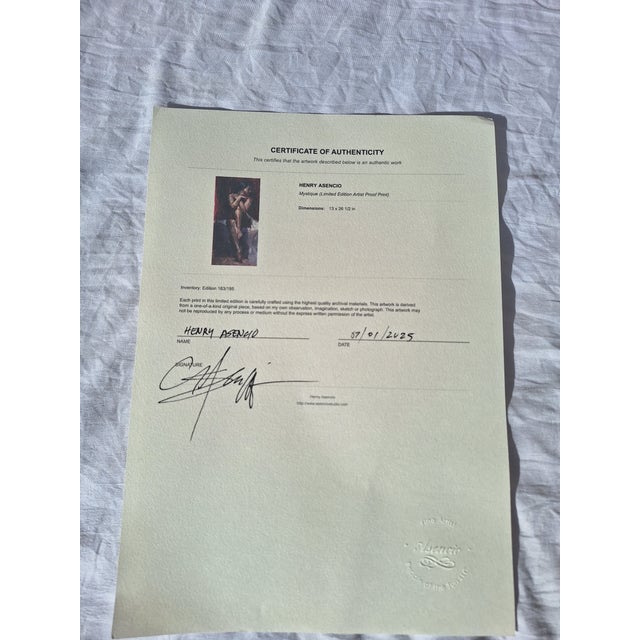 CERTIFICATE OF AUTHENTICITY
This certifies that the artwork described below is an authentic work
HENRY ASENCIO
Mystique (Limited Edition Artist Proof Print)
Dimensions: 13 x 26 1/2 in
Inventory: Edition 163/195
Each print in this limited edition is carefully crafted using the highest quality archival materials. This artwork is derived
from a one-of-a-kind original piece, based on my own observation, imagination, sketch or photograph. This artwork may
not be reproduced by any process or medium without the express written permission of the artist.
HENRY ASENCIO 07/01/2025
NAME DATE
SIGNATURE
Henry Asencio
http://www.asenciostudio.com
Fine Artist
Asencio